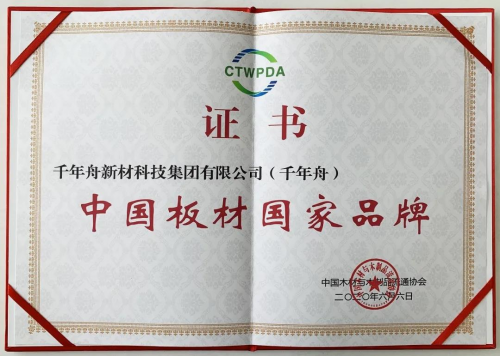 CTWPDA
证书
千年舟新材科技集团有限公司（千年舟）
中国板材国家品牌
中国木材与木制品流通协会
二〇二〇年六月六日